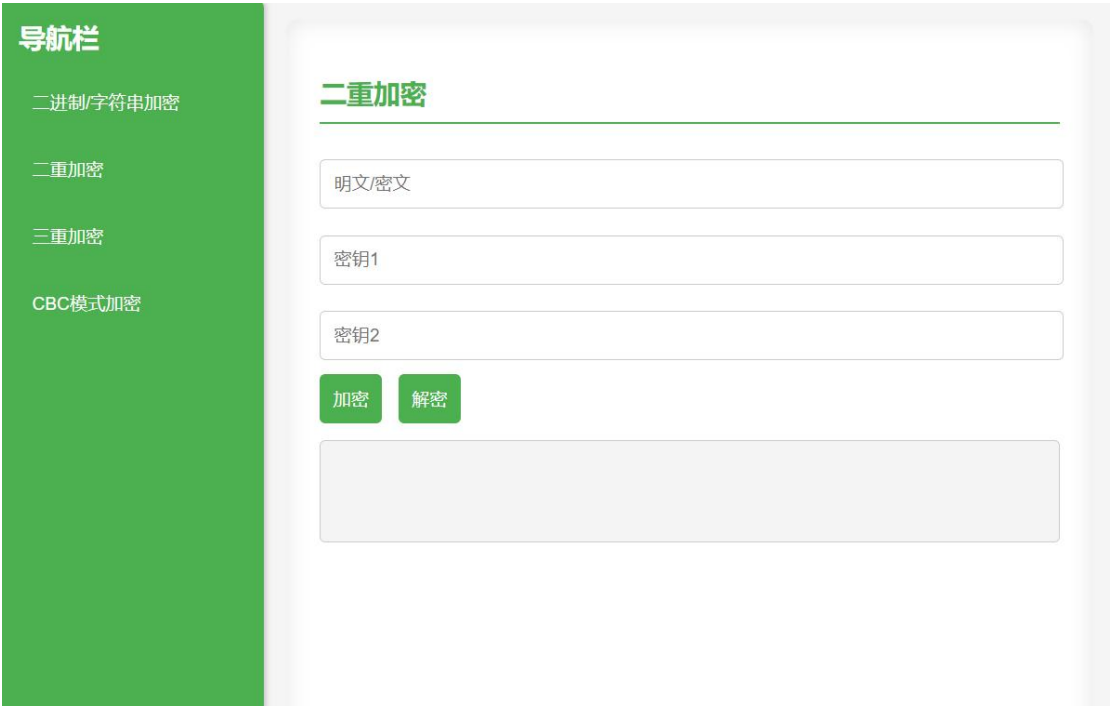 导航栏
二进制/字符串加密
二重加密
三重加密
CBC模式加密
二重加密
明文/密文
密钥1
密钥2
加密 解密